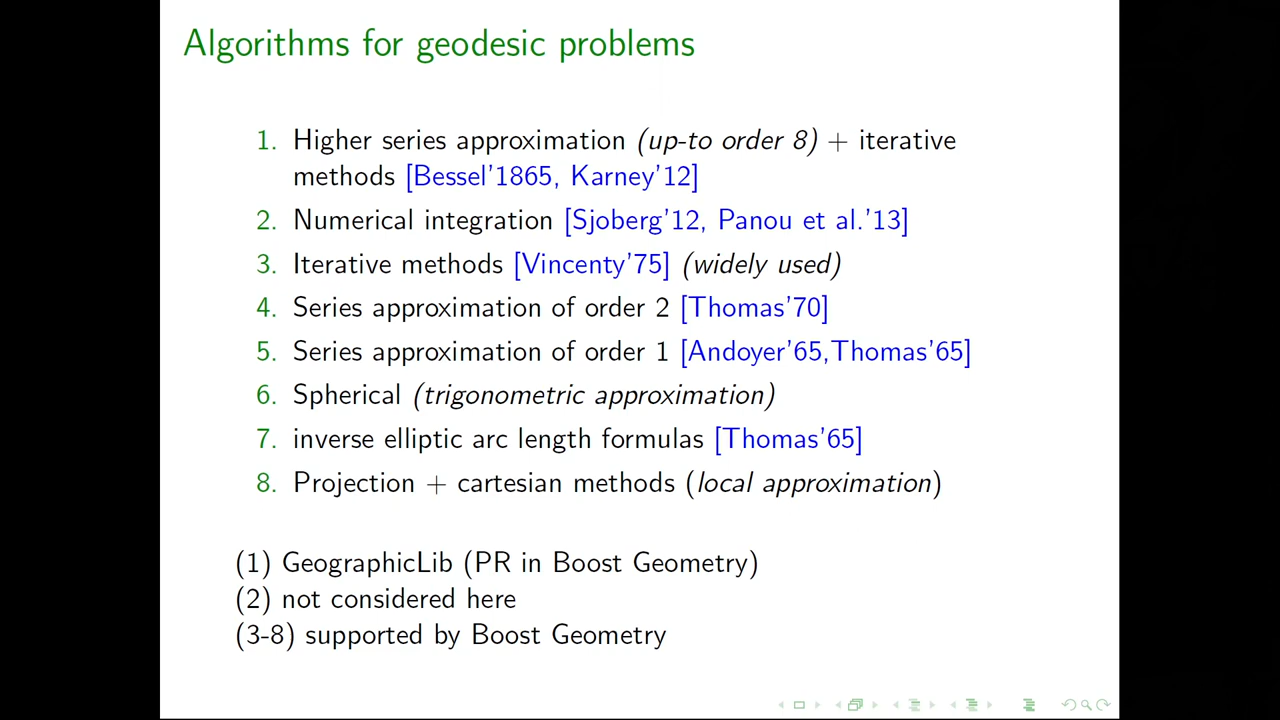 Algorithms for geodesic problems
1. Higher series approximation (up-to order 8) + iterative
methods [Bessel'1865, Karney'12]
2. Numerical integration [Sjoberg'12, Panou et al.'13]
3. Iterative methods [Vincenty'75] (widely used)
4. Series approximation of order 2 [Thomas'70]
5. Series approximation of order 1 [Andoyer'65,Thomas'65]
6. Spherical (trigonometric approximation)
7. inverse elliptic arc length formulas [Thomas'65]
8. Projection + cartesian methods (local approximation)
(1) GeographicLib (PR in Boost Geometry)
(2) not considered here
(3-8) supported by Boost Geometry